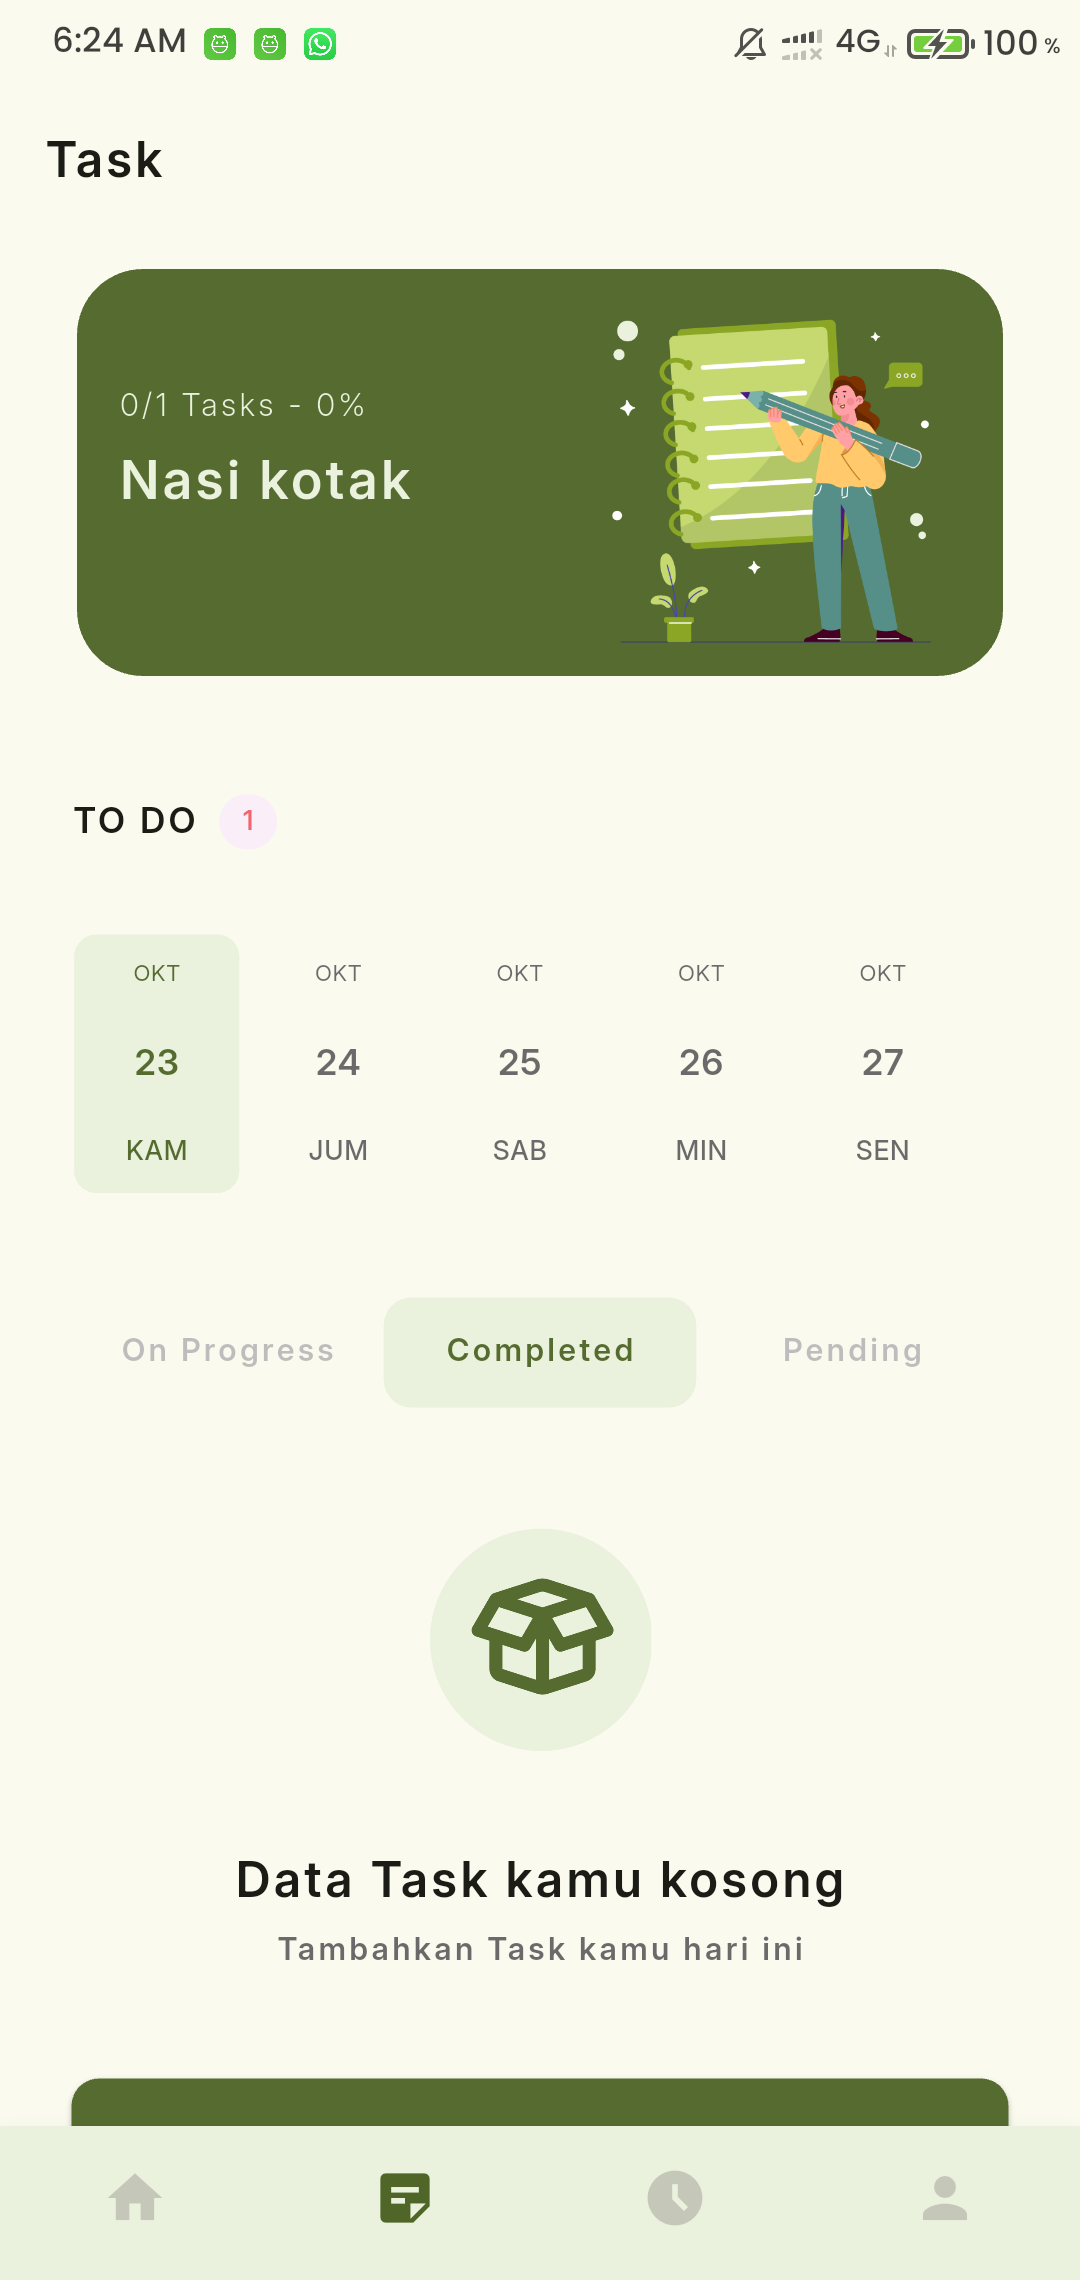 6:24 AM 4G 100 %
Task
0/1 Tasks - 0%
Nasi kotak
TO DO 1
OKT OKT OKT OKT OKT
23 24 25 26 27
KAM JUM SAB MIN SEN
On Progress Completed Pending
Data Task kamu kosong
Tambahkan Task kamu hari ini